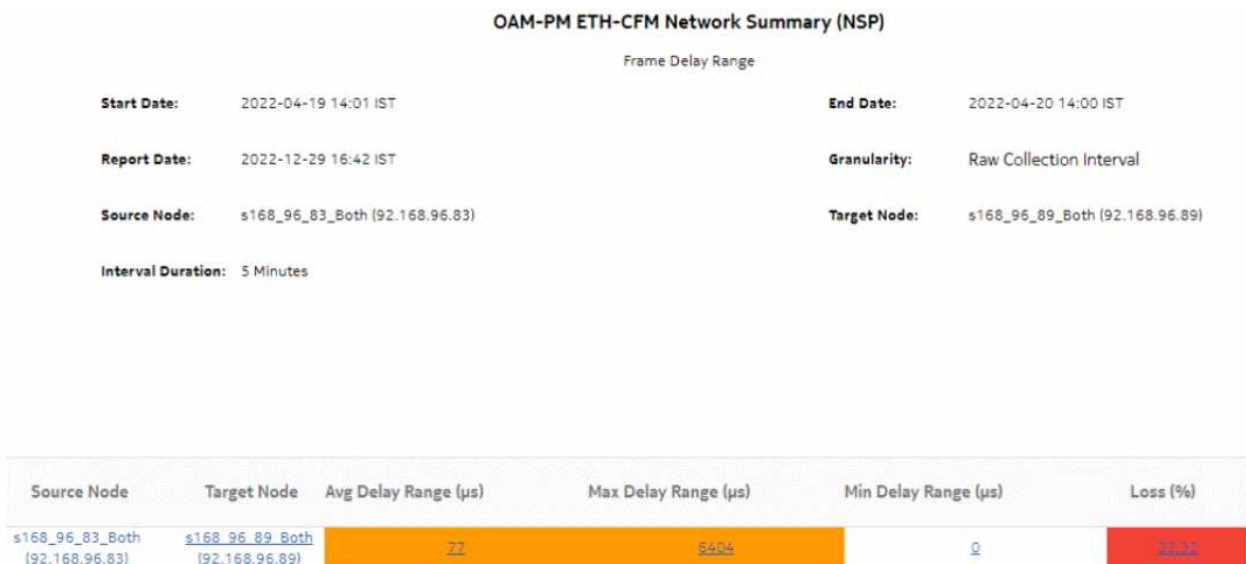 OAM-PM ETH-CFM Network Summary (NSP)
Frame Delay Range
Start Date: 2022-04-19 14:01 IST End Date: 2022-04-20 14:00 IST
Report Date: 2022-12-29 16:42 IST Granularity: Raw Collection Interval
Source Node: s168_96_83_Both (92.168.96.83) Target Node: s168_96_89_Both (92.168.96.89)
Interval Duration: 5 Minutes
Source Node Target Node Avg Delay Range (µs) Max Delay Range (µs) Min Delay Range (µs) Loss (%)
s168_96_83_Both s168_96_89_Both 77 6404 0
(92.168.96.83) (92.168.96.89)